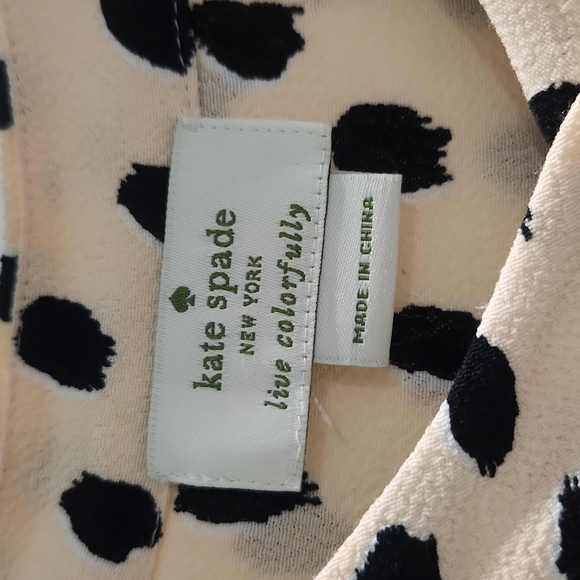 kate spade
NEW YORK
live colorfully
MADE IN CHINA